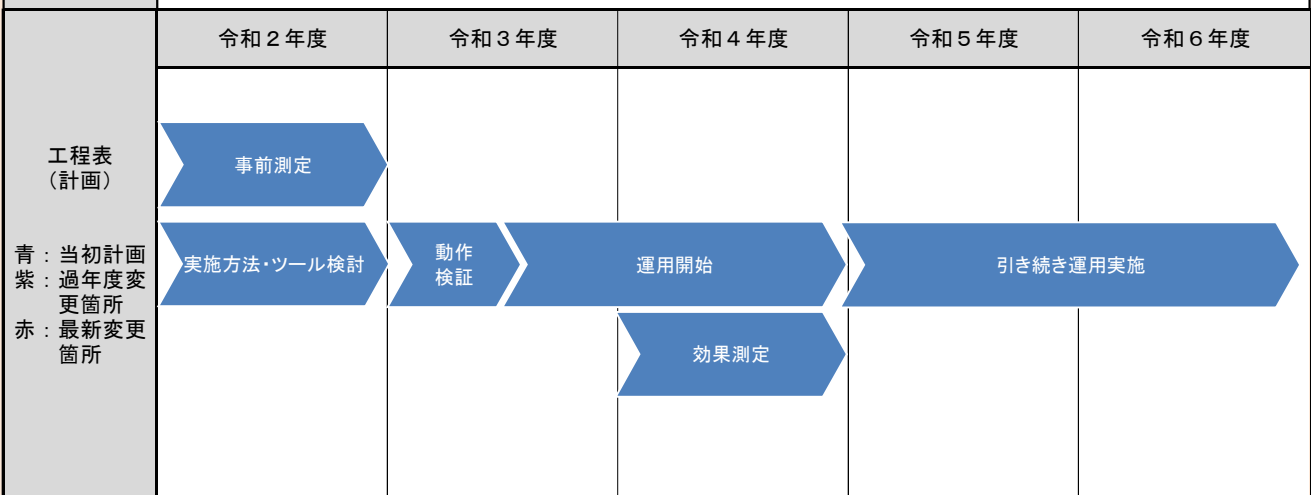 令和２年度
令和３年度
令和４年度
令和５年度
令和６年度
工程表
（計画）
青：当初計画
紫：過年度変
更箇所
赤：最新変更
箇所
事前測定
実施方法・ツール検討
動作
検証
運用開始
引き続き運用実施
効果測定